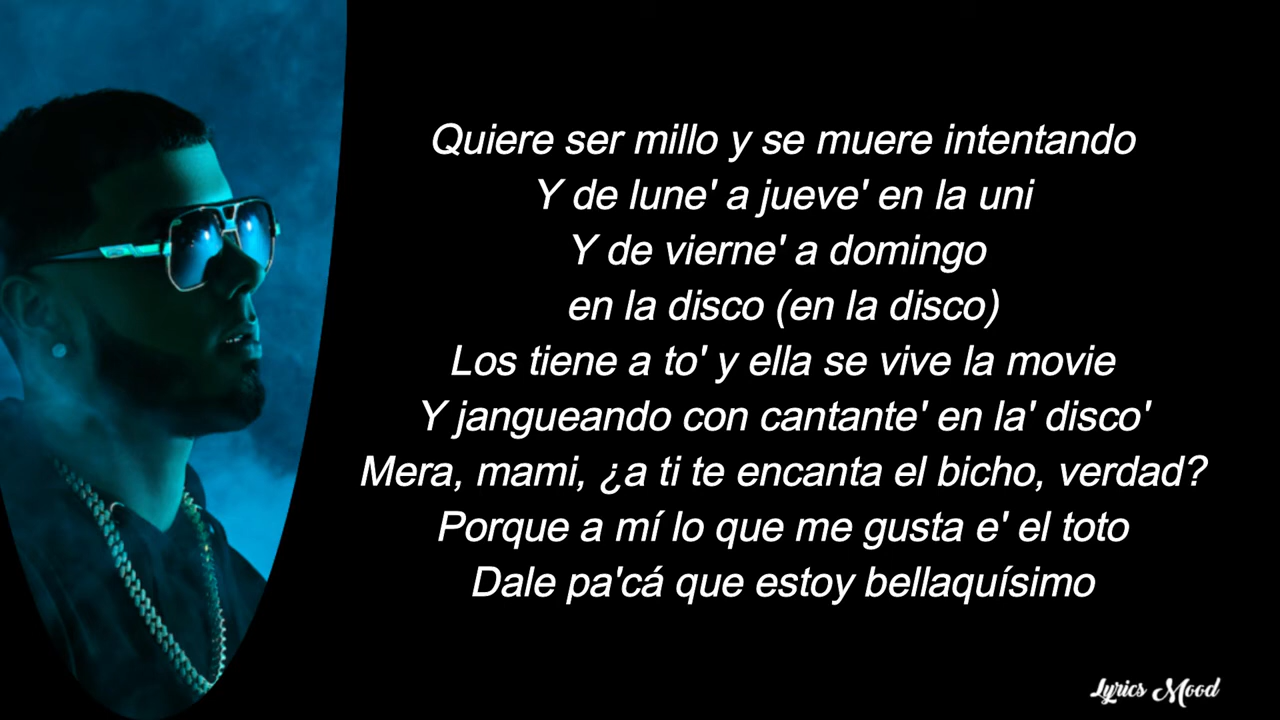 Quiere ser millo y se muere intentando
Y de lune' a jueve' en la uni
Y de vierne' a domingo
en la disco (en la disco)
Los tiene a to' y ella se vive la movie
Y jangueando con cantante' en la' disco'
Mera, mami, ¿a ti te encanta el bicho, verdad?
Porque a mí lo que me gusta e' el toto
Dale pa'cá que estoy bellaquísimo
Lyrics Mood